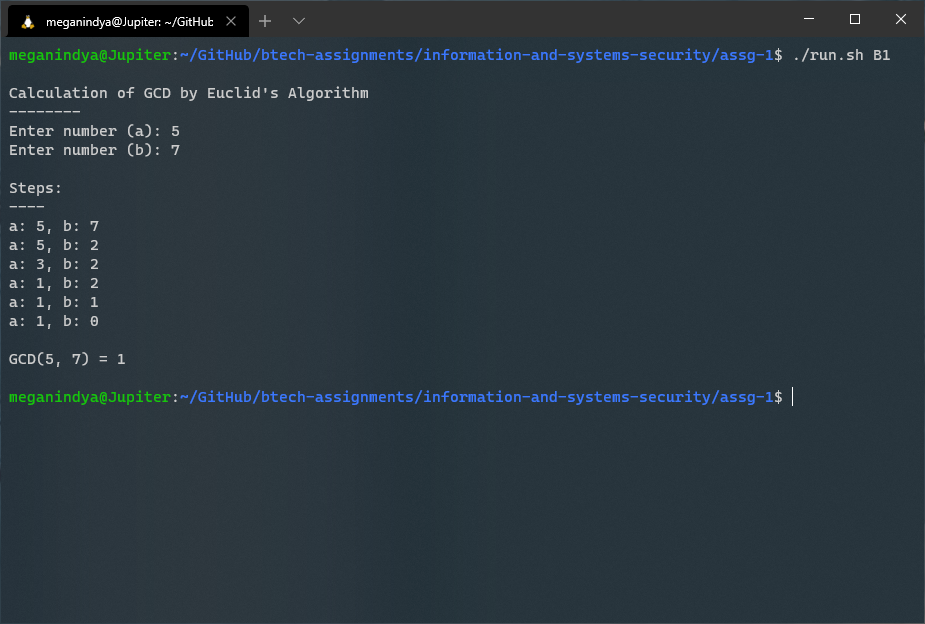 meganindya@Jupiter: ~/GitHub
meganindya@Jupiter:~/GitHub/btech-assignments/information-and-systems-security/assg-1$ ./run.sh B1
Calculation of GCD by Euclid's Algorithm
--------
Enter number (a): 5
Enter number (b): 7
Steps:
----
a: 5, b: 7
a: 5, b: 2
a: 3, b: 2
a: 1, b: 2
a: 1, b: 1
a: 1, b: 0
GCD(5, 7) = 1
meganindya@Jupiter:~/GitHub/btech-assignments/information-and-systems-security/assg-1$